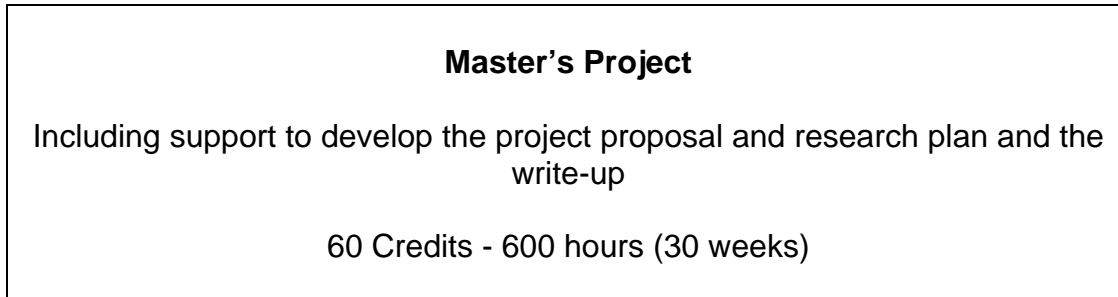 Master’s Project
Including support to develop the project proposal and research plan and the
write-up
60 Credits - 600 hours (30 weeks)